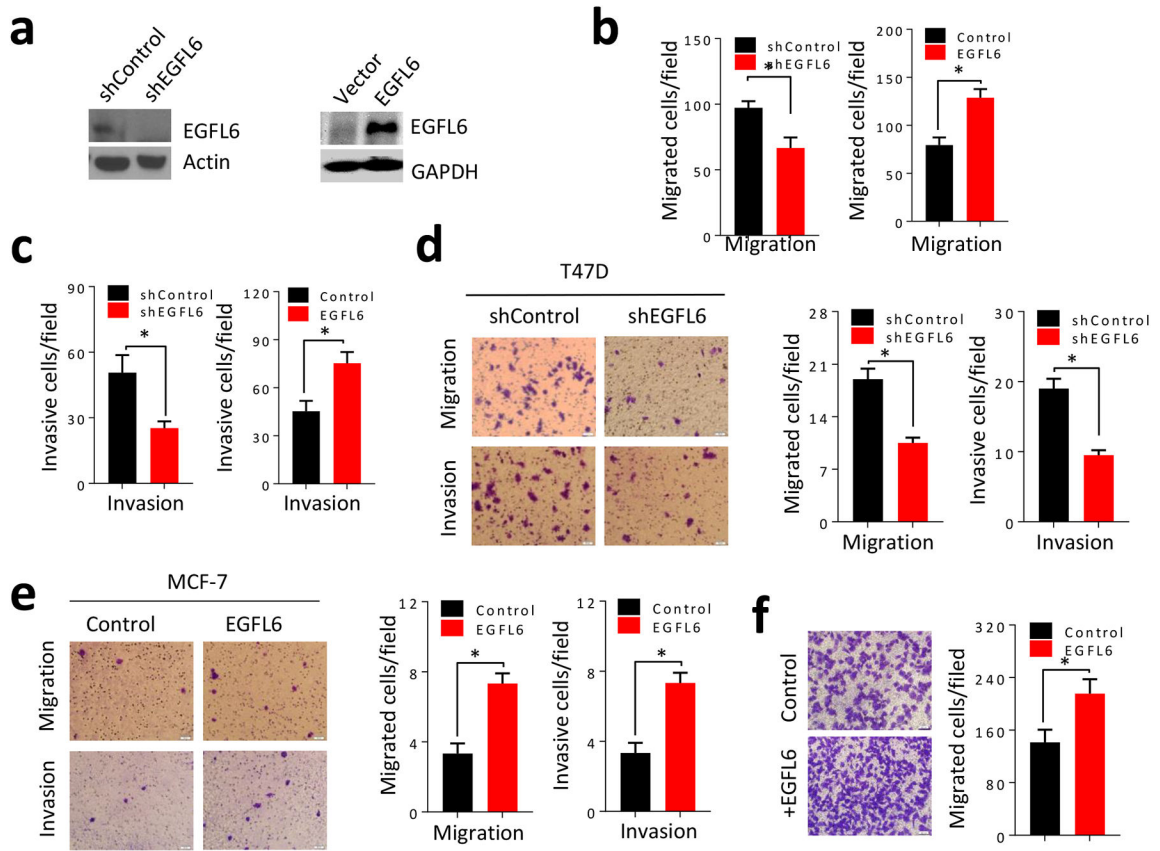 a
shControl
shEGFL6
EGFL6
Actin
Vector
EGFL6
EGFL6
GAPDH
b
Migrated cells/field
150
100
50
0
shControl
shEGFL6
*
Migration
Migrated cells/field
200
150
100
50
0
Control
EGFL6
*
Migration
c
Invasive cells/field
90
60
30
0
shControl
shEGFL6
*
Invasion
Invasive cells/field
120
90
60
30
0
Control
EGFL6
*
Invasion
d
T47D
shControl
shEGFL6
Migration
Invasion
Migrated cells/field
28
21
14
7
0
shControl
shEGFL6
*
Migration
Invasive cells/field
30
20
10
0
shControl
shEGFL6
*
Invasion
e
MCF-7
Control
EGFL6
Migration
Invasion
Migrated cells/field
12
8
4
0
Control
EGFL6
*
Migration
Invasive cells/field
12
8
4
0
Control
EGFL6
*
Invasion
f
Control
+EGFL6
Migrated cells/filed
320
240
160
80
0
Control
EGFL6
*